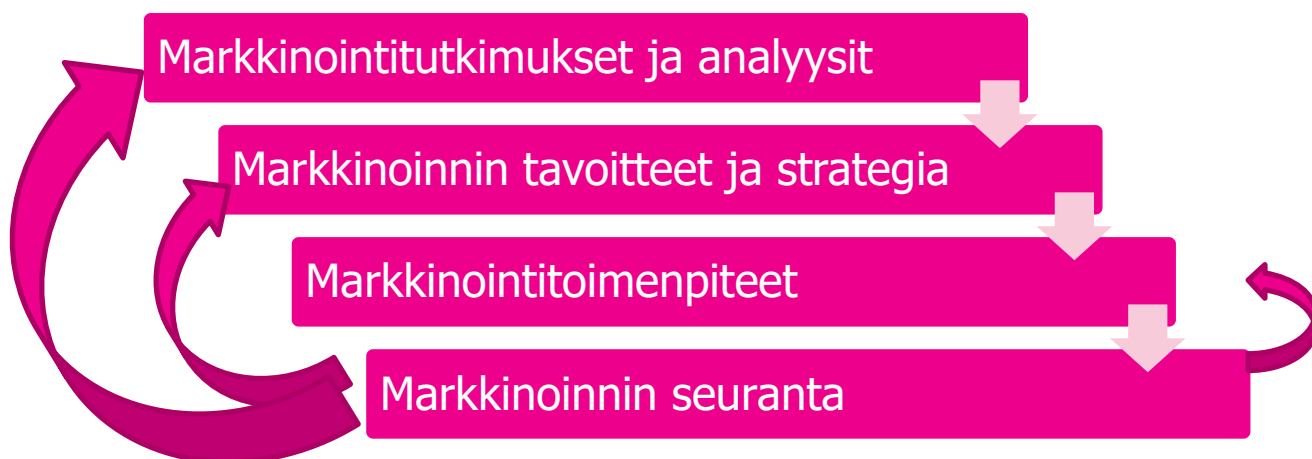 Markkinointitutkimukset ja analyysit
Markkinoinnin tavoitteet ja strategia
Markkinointitoimenpiteet
Markkinoinnin seuranta